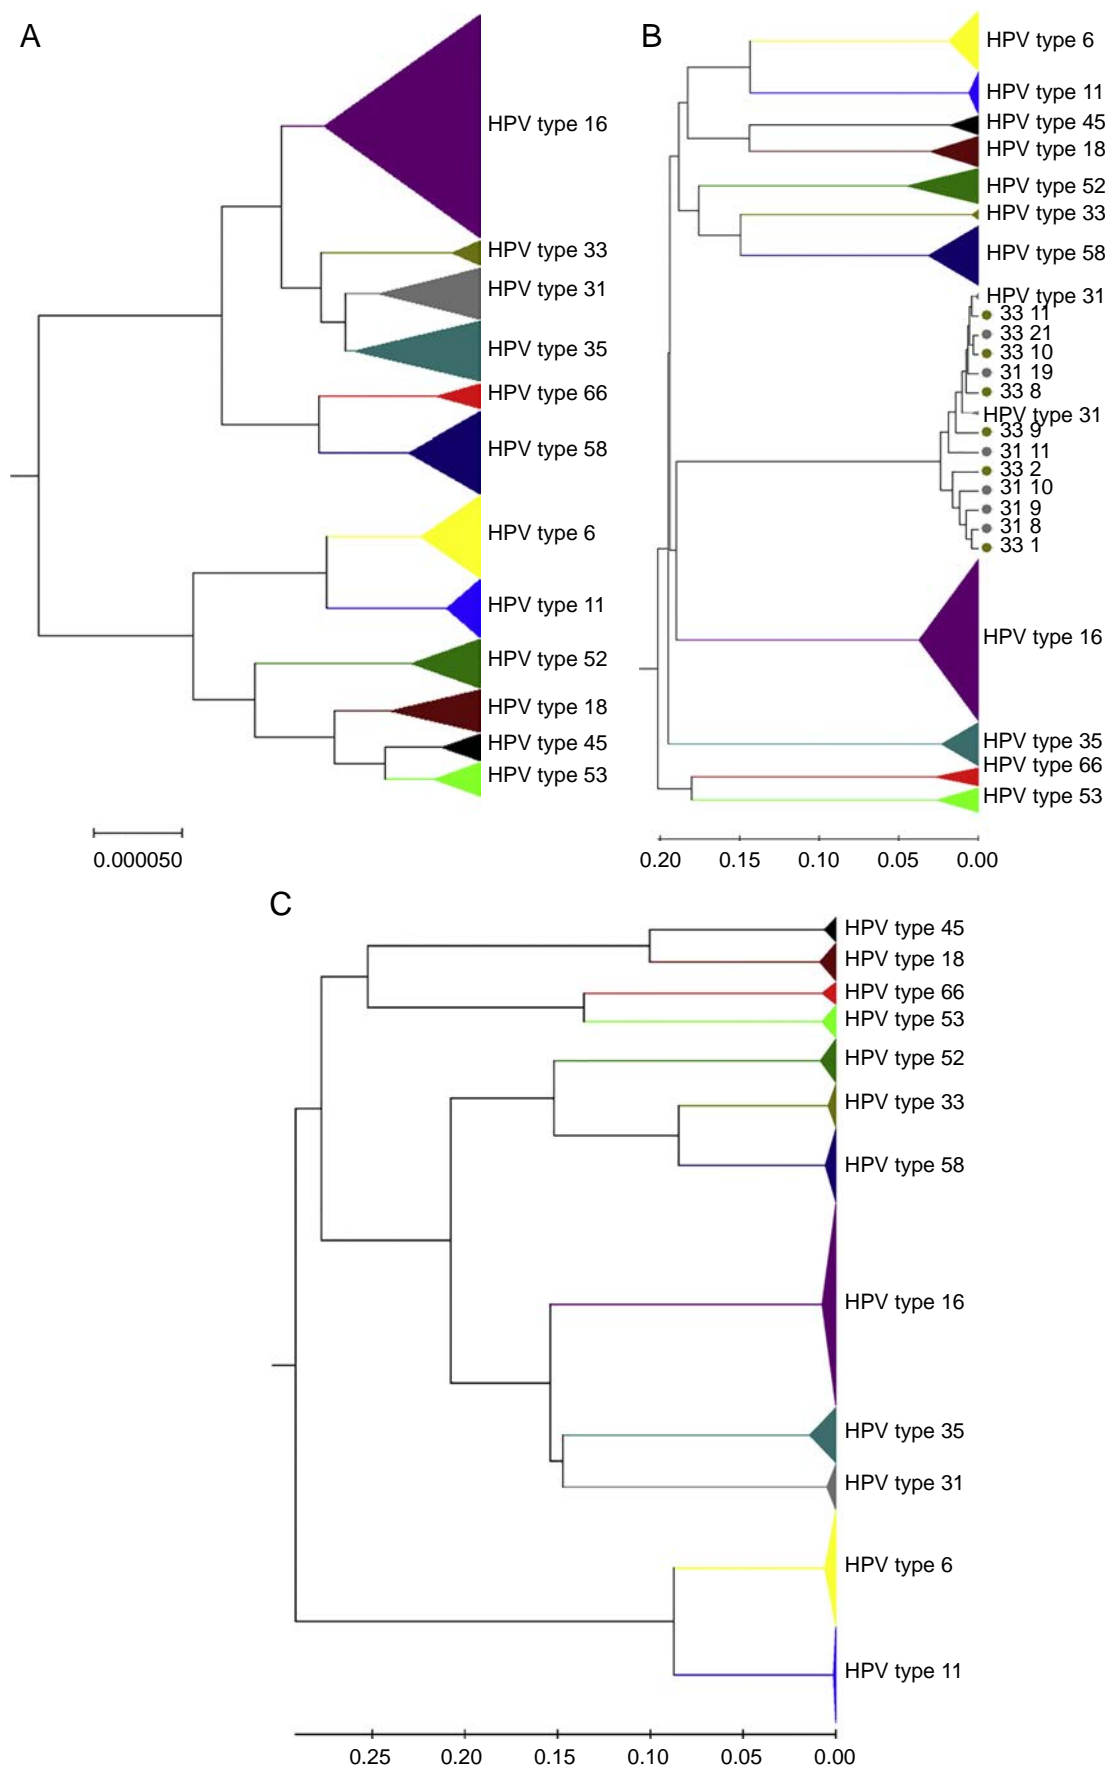 A
HPV type 16
HPV type 33
HPV type 31
HPV type 35
HPV type 66
HPV type 58
HPV type 6
HPV type 11
HPV type 52
HPV type 18
HPV type 45
HPV type 53
0.000050
B
HPV type 6
HPV type 11
HPV type 45
HPV type 18
HPV type 52
HPV type 33
HPV type 58
HPV type 31
33 11
33 21
33 10
31 19
33 8
HPV type 31
33 9
31 11
33 2
31 10
31 9
31 8
33 1
HPV type 16
HPV type 35
HPV type 66
HPV type 53
0.20 0.15 0.10 0.05 0.00
C
HPV type 45
HPV type 18
HPV type 66
HPV type 53
HPV type 52
HPV type 33
HPV type 58
HPV type 16
HPV type 35
HPV type 31
HPV type 6
HPV type 11
0.25 0.20 0.15 0.10 0.05 0.00